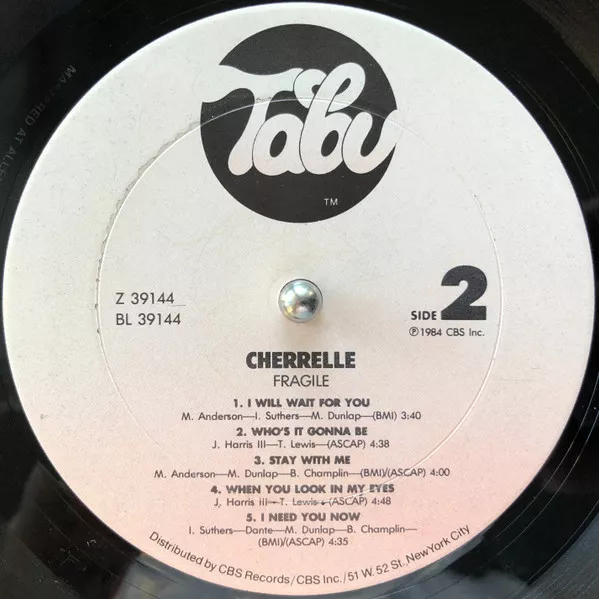 Tabu
TM
Z 39144
BL 39144
SIDE 2
℗1984 CBS Inc.
CHERRELLE
FRAGILE
1. I WILL WAIT FOR YOU
M. Anderson—I. Suthers—M. Dunlap—(BMI) 3:40
2. WHO'S IT GONNA BE
J. Harris III—T. Lewis—(ASCAP) 4:38
3. STAY WITH ME
M. Anderson—M. Dunlap—B. Champlin—(BMI)/(ASCAP) 4:00
4. WHEN YOU LOOK IN MY EYES
J. Harris III—T. Lewis—(ASCAP) 4:48
5. I NEED YOU NOW
I. Suthers—Dante—M. Dunlap—B. Champlin—
(BMI)/(ASCAP) 4:35
Distributed by CBS Records/CBS Inc./51 W. 52 St., New York City